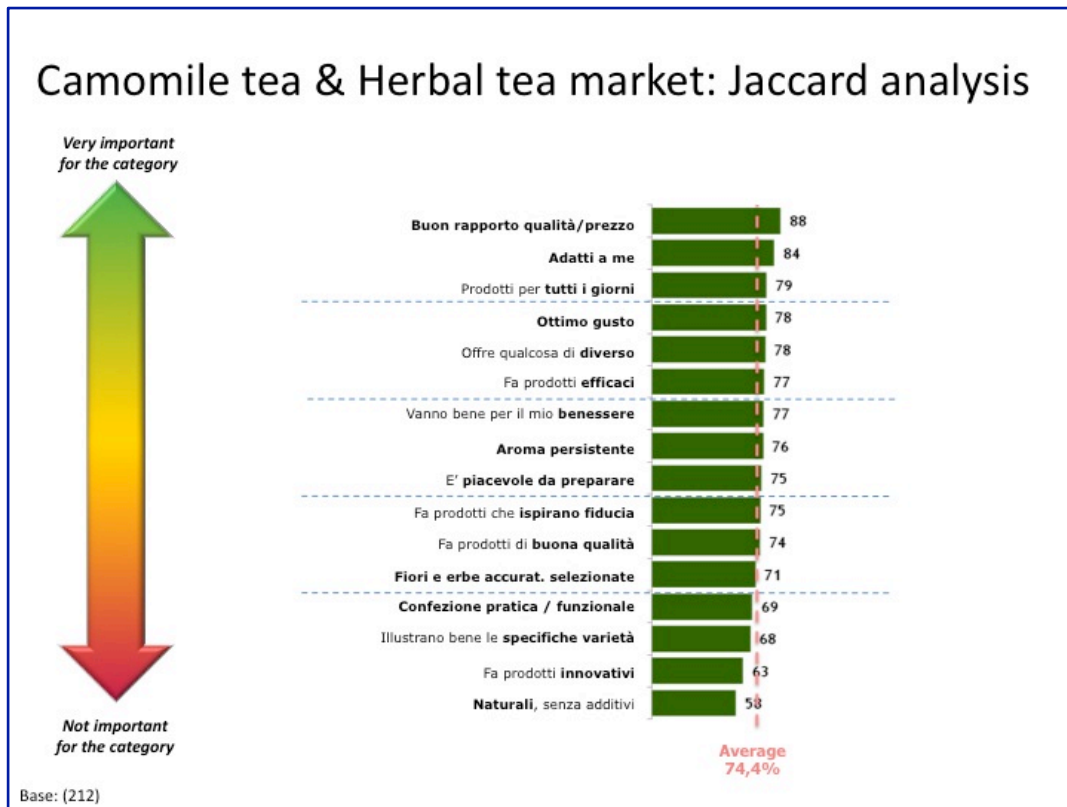 Camomile tea & Herbal tea market: Jaccard analysis
Very important
for the category
Buon rapporto qualità/prezzo 88
Adatti a me 84
Prodotti per tutti i giorni 79
Ottimo gusto 78
Offre qualcosa di diverso 78
Fa prodotti efficaci 77
Vanno bene per il mio benessere 77
Aroma persistente 76
E' piacevole da preparare 75
Fa prodotti che ispirano fiducia 75
Fa prodotti di buona qualità 74
Fiori e erbe accurat. selezionate 71
Confezione pratica / funzionale 69
Illustrano bene le specifiche varietà 68
Fa prodotti innovativi 63
Naturali, senza additivi 58
Not important
for the category
Average
74,4%
Base: (212)